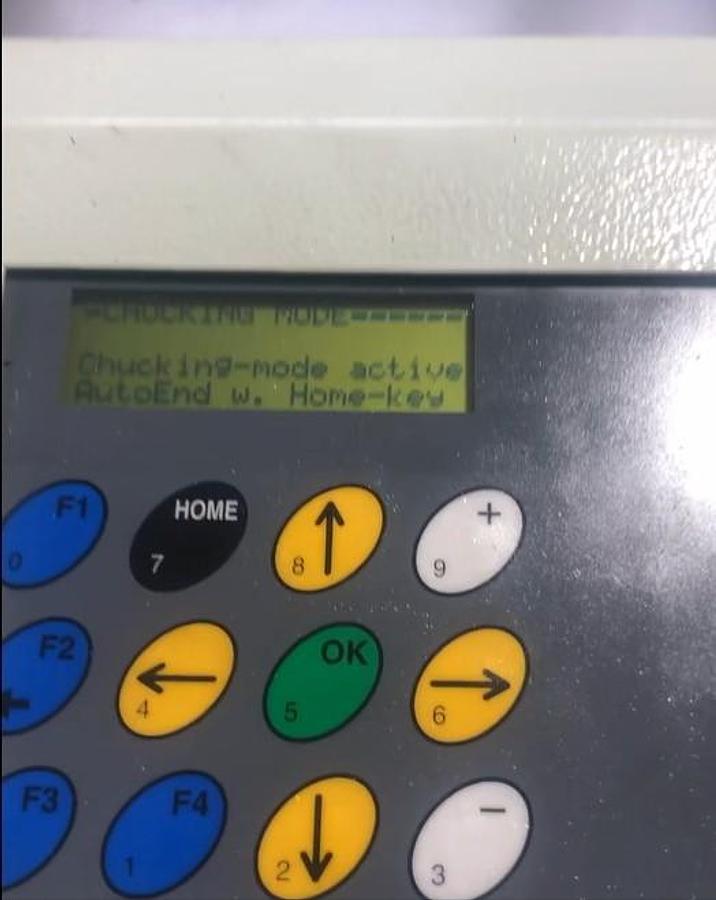 =CHUCKING MODE======
Chucking-mode active
AutoEnd w. Home-key
F1
0
HOME
7
8
+
9
F2
4
OK
5
6
F3
F4
1
2
-
3